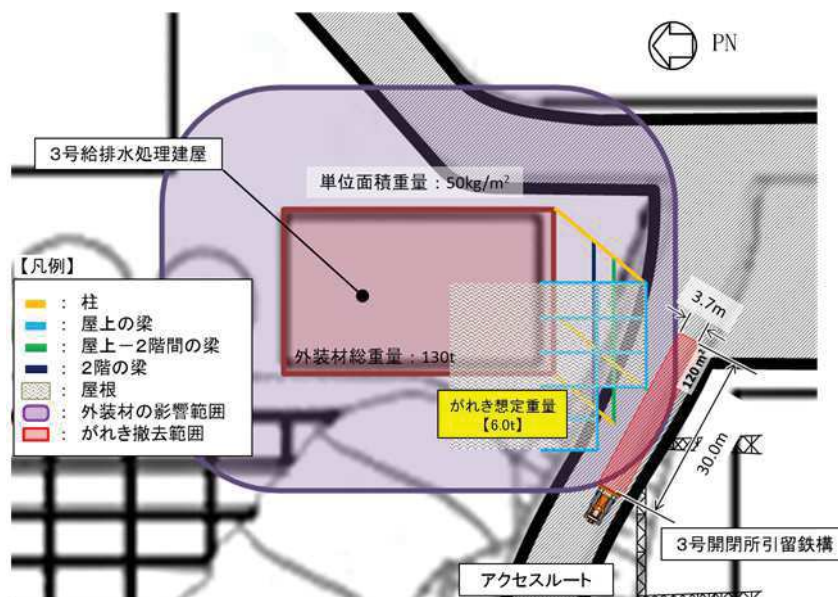 PN
3号給排水処理建屋
単位面積重量：50kg/m²
【凡例】
：柱
：屋上の梁
：屋上－2階間の梁
：2階の梁
：屋根
：外装材の影響範囲
：がれき撤去範囲
外装材総重量：130t
がれき想定重量
【6.0t】
3.7m
120㎡
30.0m
3号開閉所引留鉄構
アクセスルート